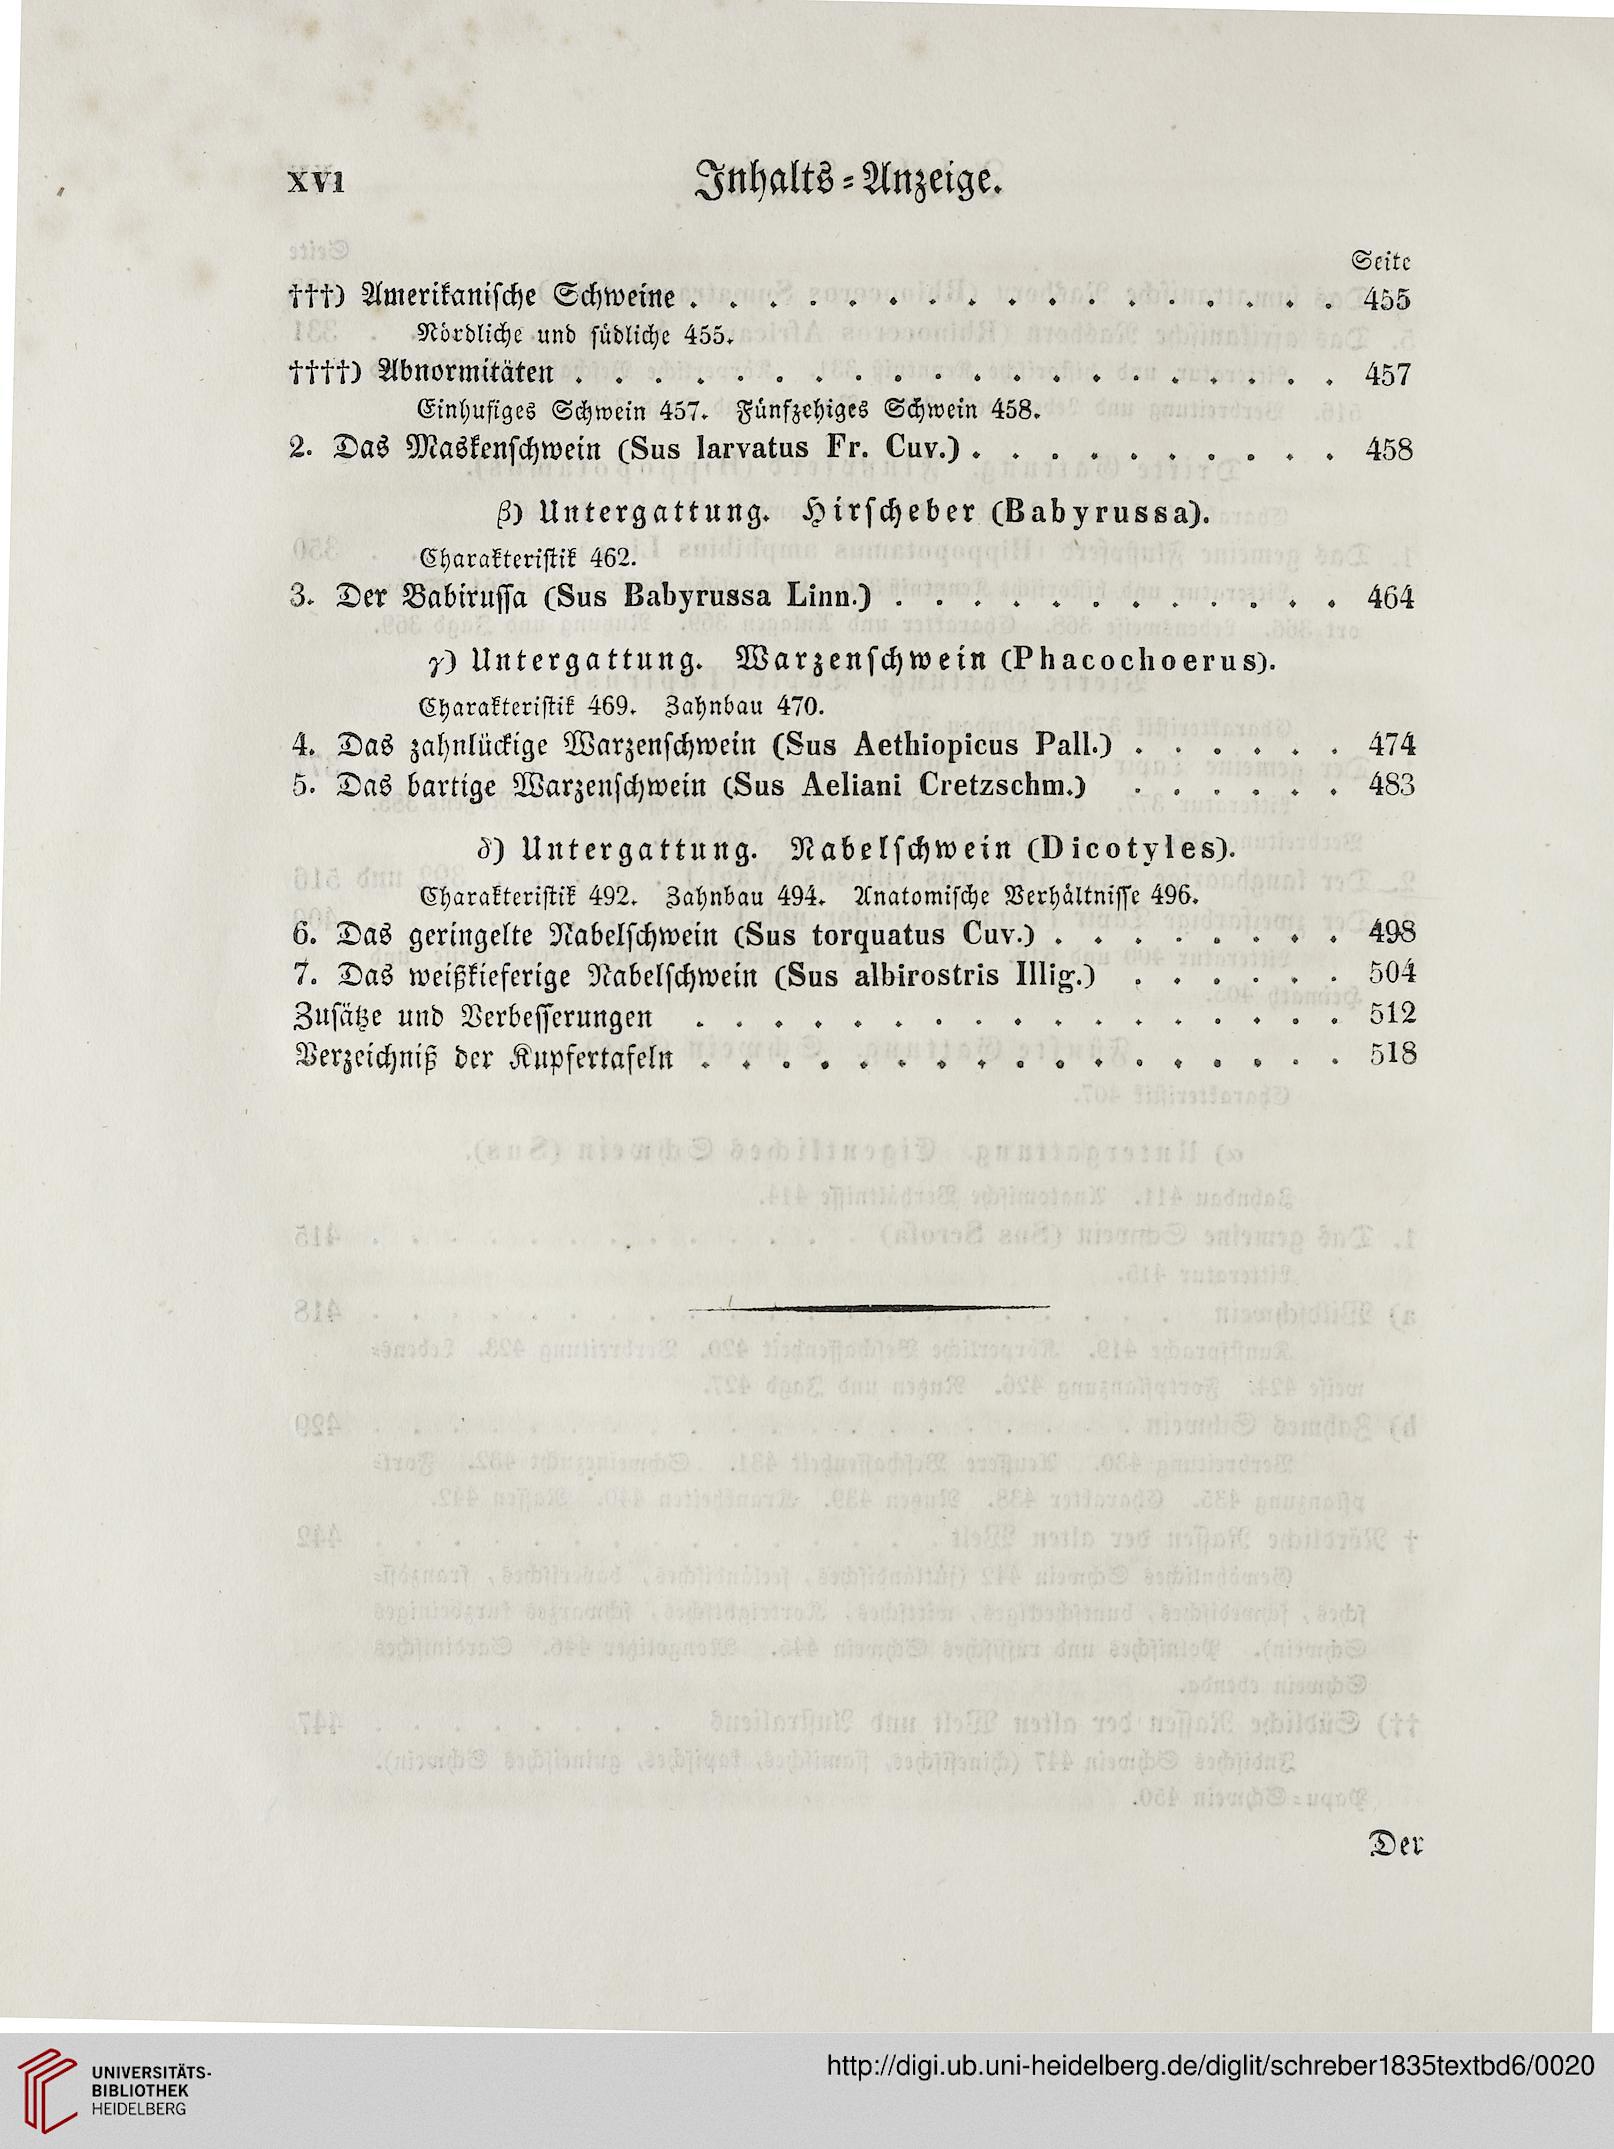 XVI Inhalts=Anzeige.
Seite
†††) Amerikanische Schweine . . . . . . . . . . . . . . . . . 455
Nördliche und südliche 455.
††††) Abnormitäten . . . . . . . . . . . . . . . . . . . . 457
Einhufiges Schwein 457. Fünfzehiges Schwein 458.
2. Das Maskenschwein (Sus larvatus Fr. Cuv.) . . . . . . . . . . 458
β) Untergattung. Hirscheber (Babyrussa).
Charakteristik 462.
3. Der Babirussa (Sus Babyrussa Linn.) . . . . . . . . . . . . 464
γ) Untergattung. Warzenschwein (Phacochoerus).
Charakteristik 469. Zahnbau 470.
4. Das zahnlückige Warzenschwein (Sus Aethiopicus Pall.) . . . . . . 474
5. Das bartige Warzenschwein (Sus Aeliani Cretzschm.) . . . . . . 483
δ) Untergattung. Nabelschwein (Dicotyles).
Charakteristik 492. Zahnbau 494. Anatomische Verhältnisse 496.
6. Das geringelte Nabelschwein (Sus torquatus Cuv.) . . . . . . . . 498
7. Das weißkieferige Nabelschwein (Sus albirostris Illig.) . . . . . . 504
Zusätze und Verbesserungen . . . . . . . . . . . . . . . . . 512
Verzeichniß der Kupfertafeln . . . . . . . . . . . . . . . . . 518
Der
UNIVERSITÄTS-
BIBLIOTHEK
HEIDELBERG
http://digi.ub.uni-heidelberg.de/diglit/schreber1835textbd6/0020